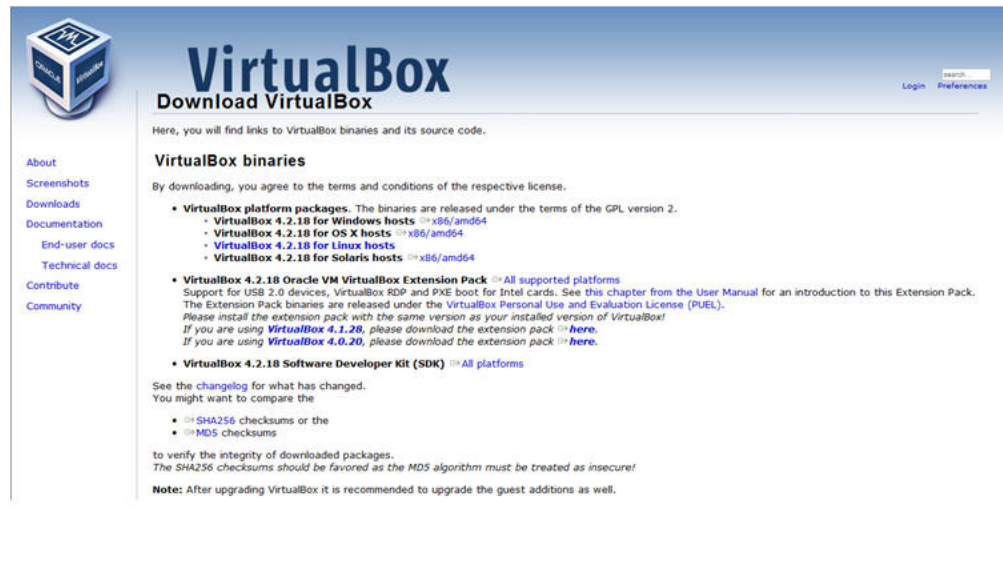 VirtualBox
search...
Login Preferences
Download VirtualBox
Here, you will find links to VirtualBox binaries and its source code.
About
Screenshots
Downloads
Documentation
End-user docs
Technical docs
Contribute
Community
VirtualBox binaries
By downloading, you agree to the terms and conditions of the respective license.
• VirtualBox platform packages. The binaries are released under the terms of the GPL version 2.
◦ VirtualBox 4.2.18 for Windows hosts x86/amd64
◦ VirtualBox 4.2.18 for OS X hosts x86/amd64
◦ VirtualBox 4.2.18 for Linux hosts
◦ VirtualBox 4.2.18 for Solaris hosts x86/amd64
• VirtualBox 4.2.18 Oracle VM VirtualBox Extension Pack All supported platforms
Support for USB 2.0 devices, VirtualBox RDP and PXE boot for Intel cards. See this chapter from the User Manual for an introduction to this Extension Pack.
The Extension Pack binaries are released under the VirtualBox Personal Use and Evaluation License (PUEL).
Please install the extension pack with the same version as your installed version of VirtualBox!
If you are using VirtualBox 4.1.28, please download the extension pack here.
If you are using VirtualBox 4.0.20, please download the extension pack here.
• VirtualBox 4.2.18 Software Developer Kit (SDK) All platforms
See the changelog for what has changed.
You might want to compare the
• SHA256 checksums or the
• MD5 checksums
to verify the integrity of downloaded packages.
The SHA256 checksums should be favored as the MD5 algorithm must be treated as insecure!
Note: After upgrading VirtualBox it is recommended to upgrade the guest additions as well.
ORACLE
VirtualBox